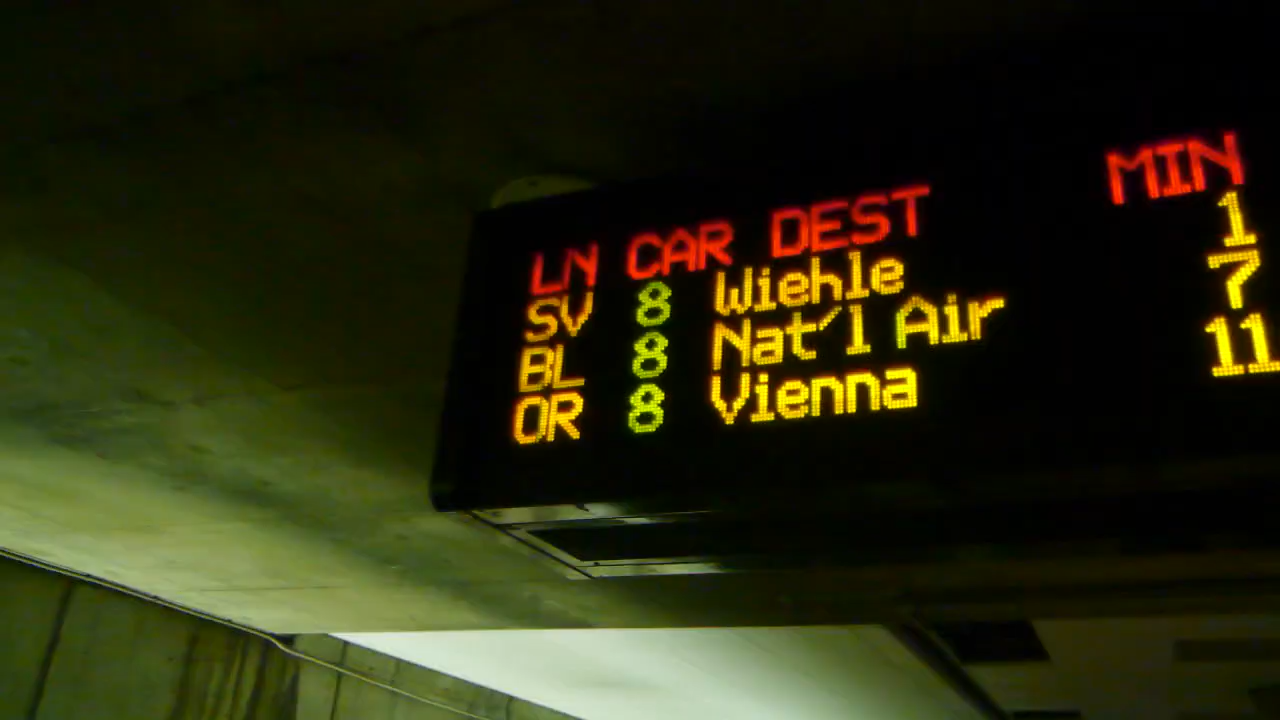 LN CAR DEST MIN
SV 8 Wiehle 1
BL 8 Nat'l Air 7
OR 8 Vienna 11